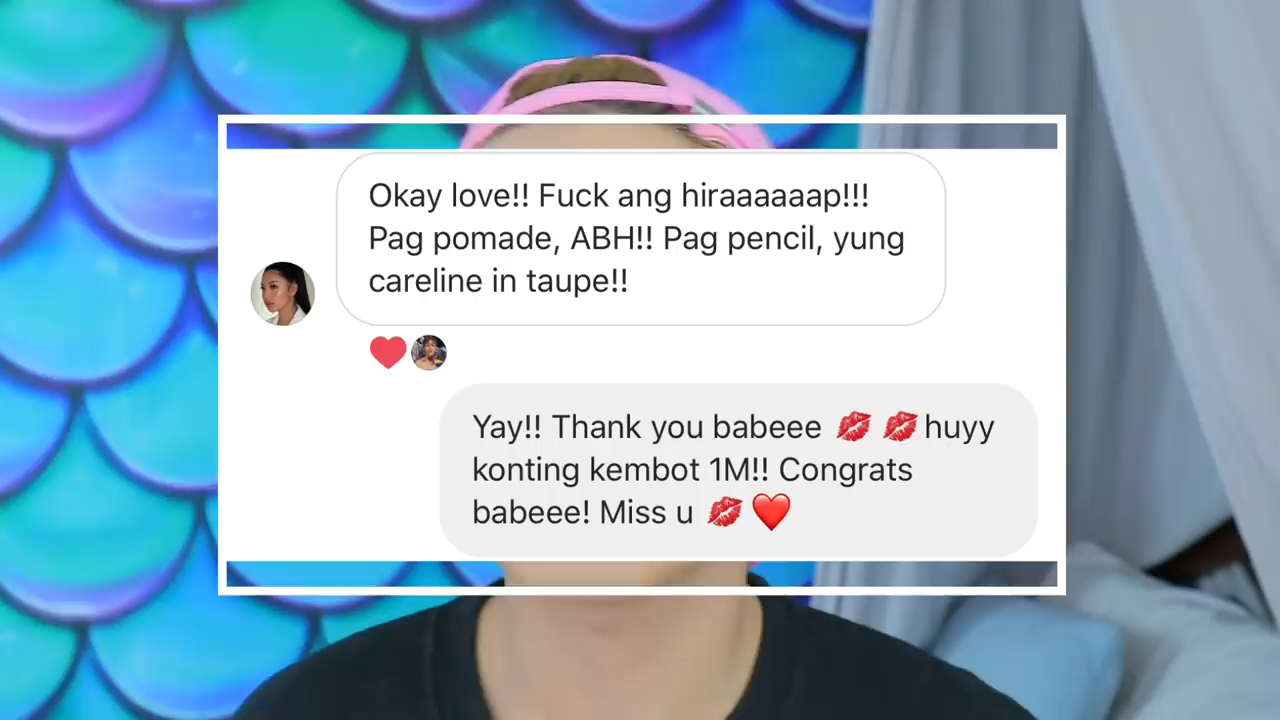 Okay love!! Fuck ang hiraaaaaap!!!
Pag pomade, ABH!! Pag pencil, yung
careline in taupe!!
Yay!! Thank you babeee 💋 💋 huyy
konting kembot 1M!! Congrats
babeee! Miss u 💋 ❤️